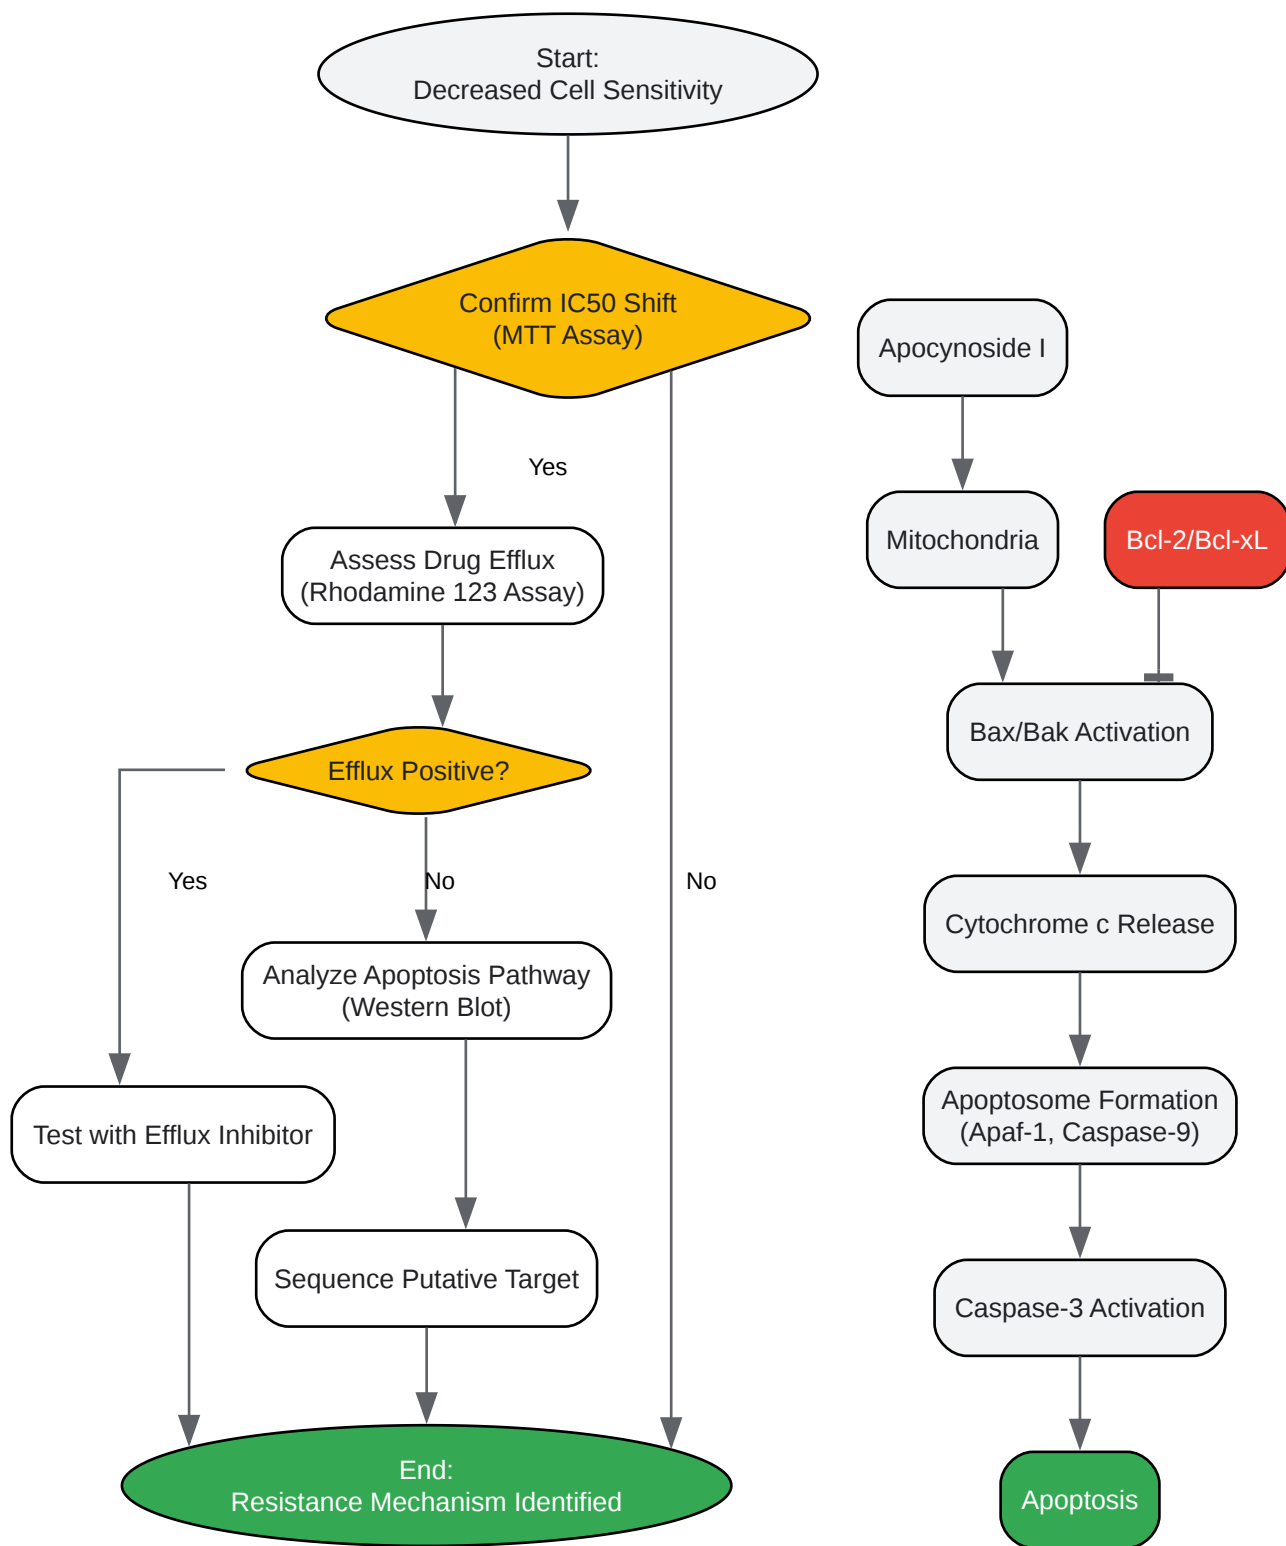 Start:
Decreased Cell Sensitivity
Confirm IC50 Shift
(MTT Assay)
Yes
Assess Drug Efflux
(Rhodamine 123 Assay)
Efflux Positive?
Yes
No
No
Analyze Apoptosis Pathway
(Western Blot)
Test with Efflux Inhibitor
Sequence Putative Target
End:
Resistance Mechanism Identified
Apocynoside I
Mitochondria
Bcl-2/Bcl-xL
Bax/Bak Activation
Cytochrome c Release
Apoptosome Formation
(Apaf-1, Caspase-9)
Caspase-3 Activation
Apoptosis